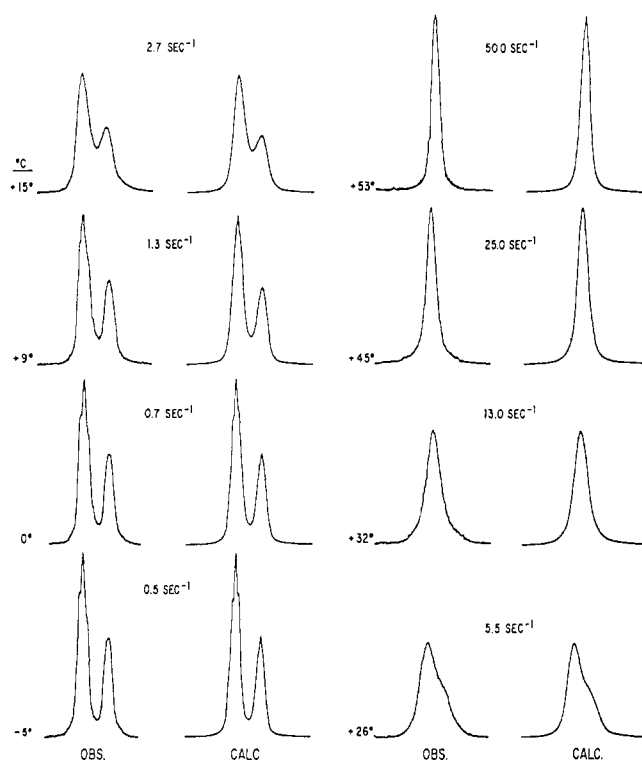 2.7 SEC⁻¹
°C
+15°
1.3 SEC⁻¹
+9°
0.7 SEC⁻¹
0°
0.5 SEC⁻¹
-5°
OBS.
CALC.
50.0 SEC⁻¹
+53°
25.0 SEC⁻¹
+45°
13.0 SEC⁻¹
+32°
5.5 SEC⁻¹
+26°
OBS.
CALC.